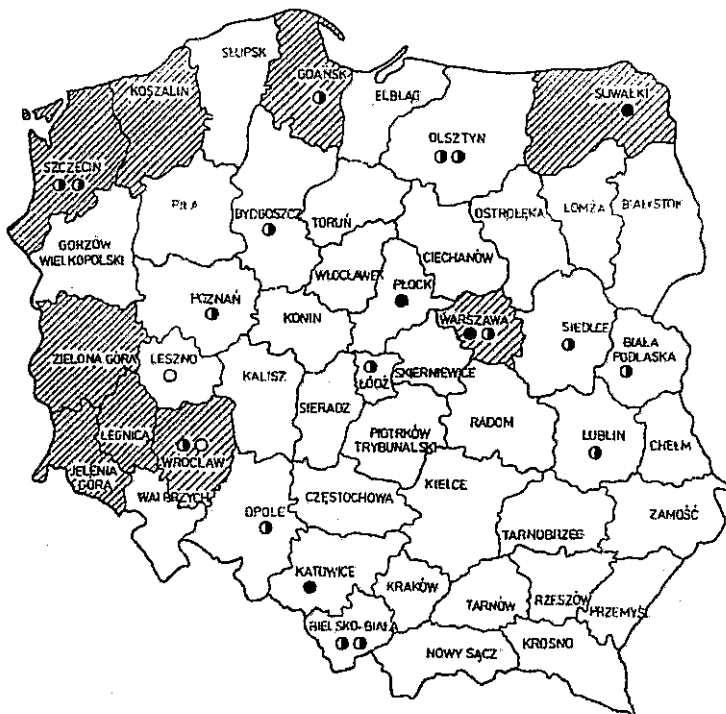 SŁUPSK
GDAŃSK
KOSZALIN
ELBLĄG
SUWAŁKI
OLSZTYN
SZCZECIN
PIŁA
BYDGOSZCZ
TORUŃ
OSTROŁĘKA
ŁOMŻA
BIAŁYSTOK
GORZÓW
WIELKOPOLSKI
CIECHANÓW
WŁOCŁAWEK
PŁOCK
POZNAŃ
KONIN
WARSZAWA
SIEDLCE
BIAŁA
PODLASKA
ZIELONA GÓRA
LESZNO
KALISZ
ŁÓDŹ
SKIERNIEWICE
SIERADZ
RADOM
LEGNICA
WROCŁAW
PIOTRKÓW
TRYBUNALSKI
LUBLIN
CHEŁM
JELENIA
GÓRA
WAŁBRZYCH
KIELCE
OPOLE
CZĘSTOCHOWA
ZAMOŚĆ
TARNOBRZEG
KATOWICE
KRAKÓW
TARNÓW
RZESZÓW
PRZEMYŚL
BIELSKO-BIAŁA
NOWY SĄCZ
KROSNO